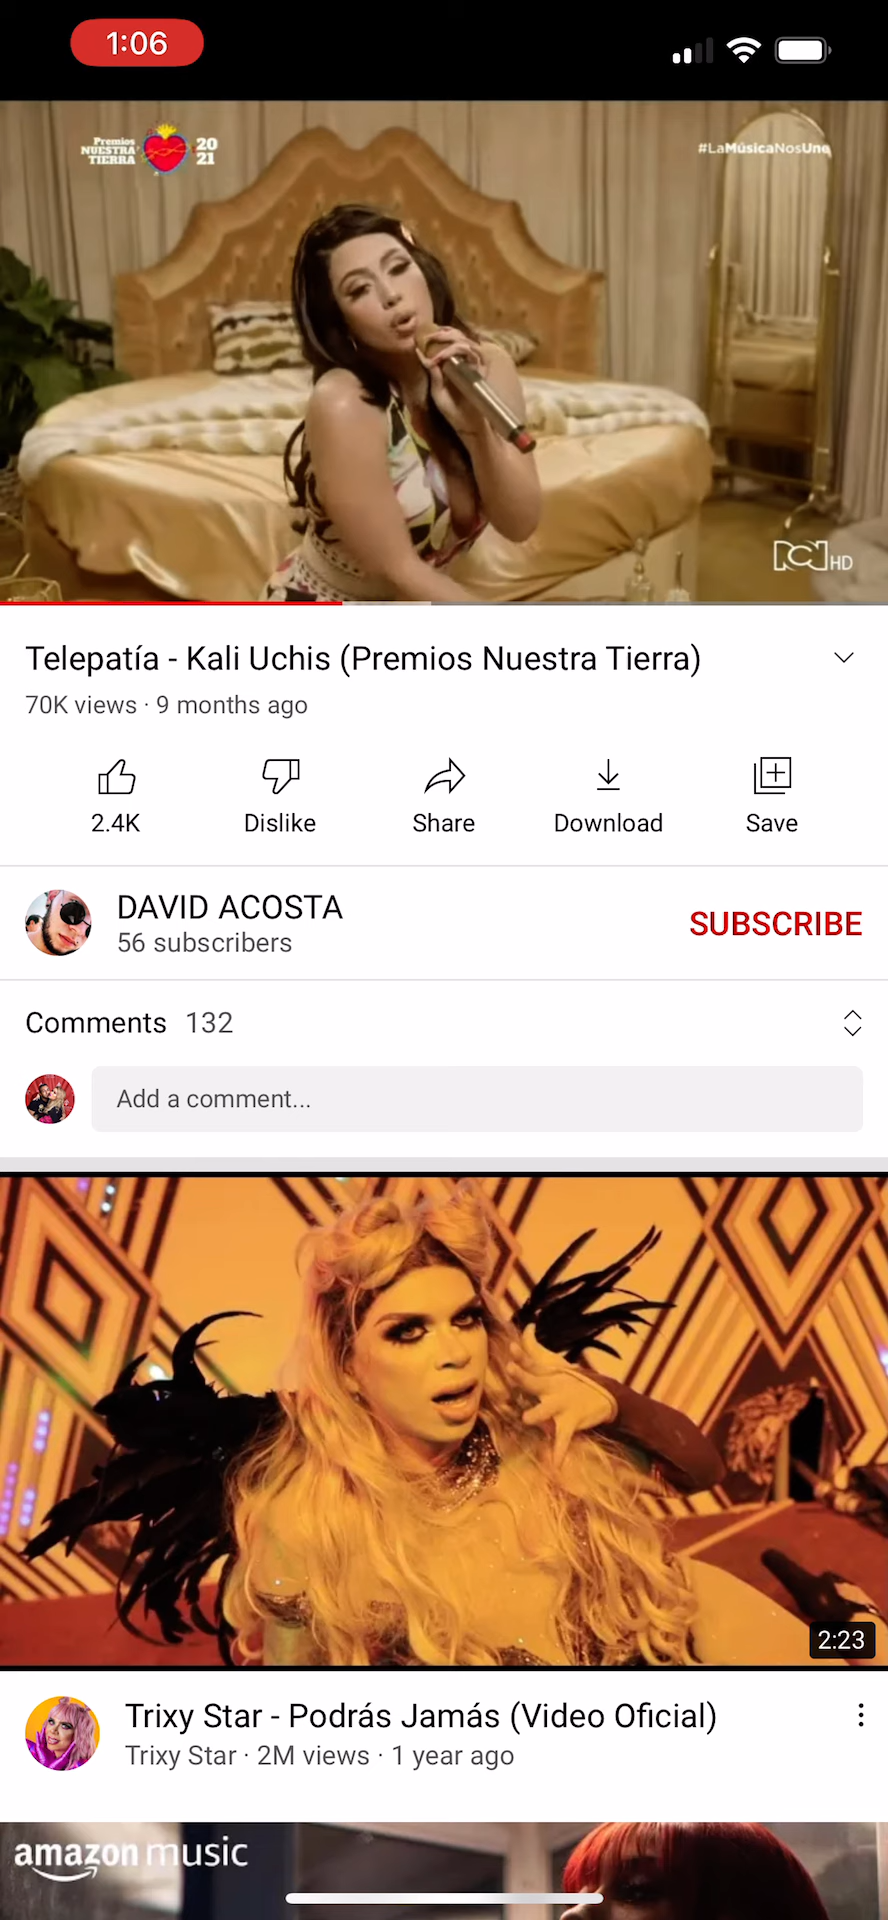 1:06
Premios
NUESTRA
TIERRA
20
21
#LaMúsicaNosUne
RCN HD
Telepatía - Kali Uchis (Premios Nuestra Tierra)
70K views · 9 months ago
2.4K
Dislike
Share
Download
Save
DAVID ACOSTA
56 subscribers
SUBSCRIBE
Comments 132
Add a comment...
2:23
Trixy Star - Podrás Jamás (Video Oficial)
Trixy Star · 2M views · 1 year ago
amazon music